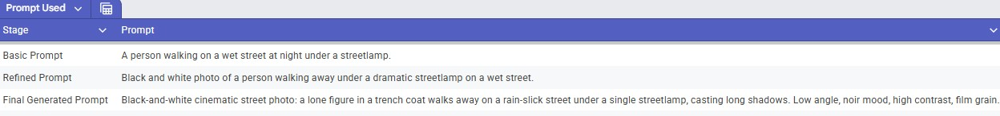 Prompt Used
Stage Prompt
Basic Prompt A person walking on a wet street at night under a streetlamp.
Refined Prompt Black and white photo of a person walking away under a dramatic streetlamp on a wet street.
Final Generated Prompt Black-and-white cinematic street photo: a lone figure in a trench coat walks away on a rain-slick street under a single streetlamp, casting long shadows. Low angle, noir mood, high contrast, film grain.